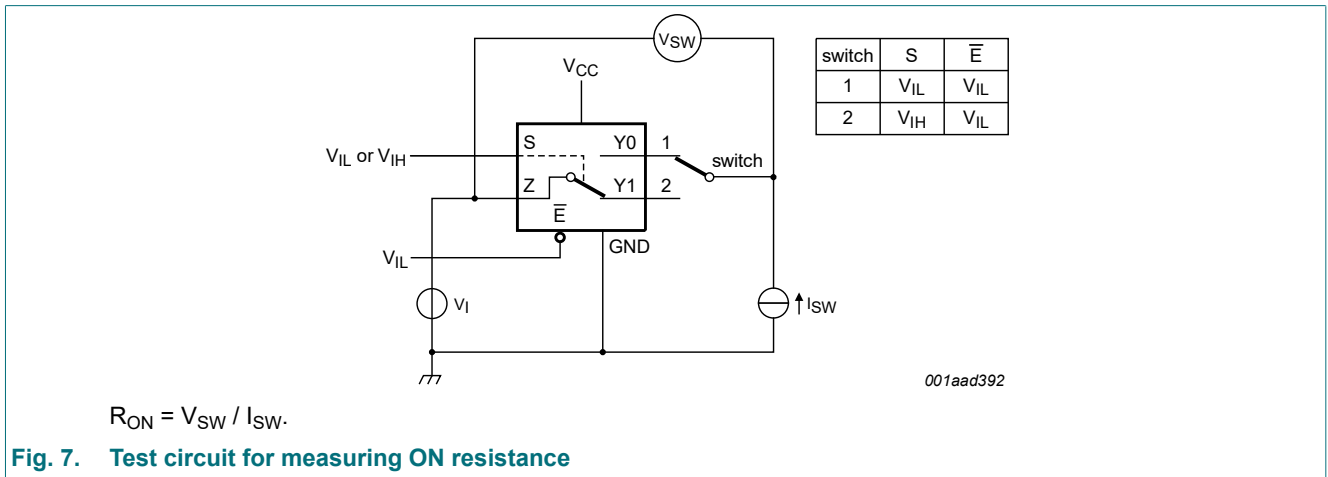 VSW
VCC
switch S E̅
1 VIL VIL
2 VIH VIL
S Y0 1
VIL or VIH
switch
Z Y1 2
E̅
GND
VIL
VI
ISW
001aad392
RON = VSW / ISW.
Fig. 7. Test circuit for measuring ON resistance